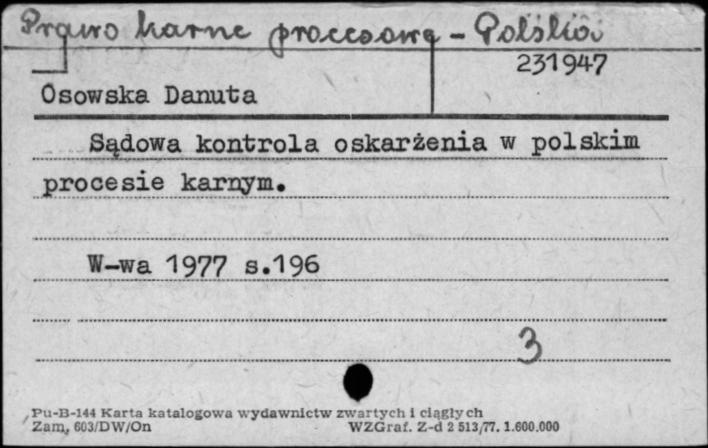 Prawo karne procesowe - Polska
231947
Osowska Danuta
Sądowa kontrola oskarżenia w polskim
procesie karnym.
W-wa 1977 s.196
3
Pu-B-144 Karta katalogowa wydawnictw zwartych i ciągłych
Zam. 603/DW/On WZGraf. Z-d 2 513/77. 1.600.000